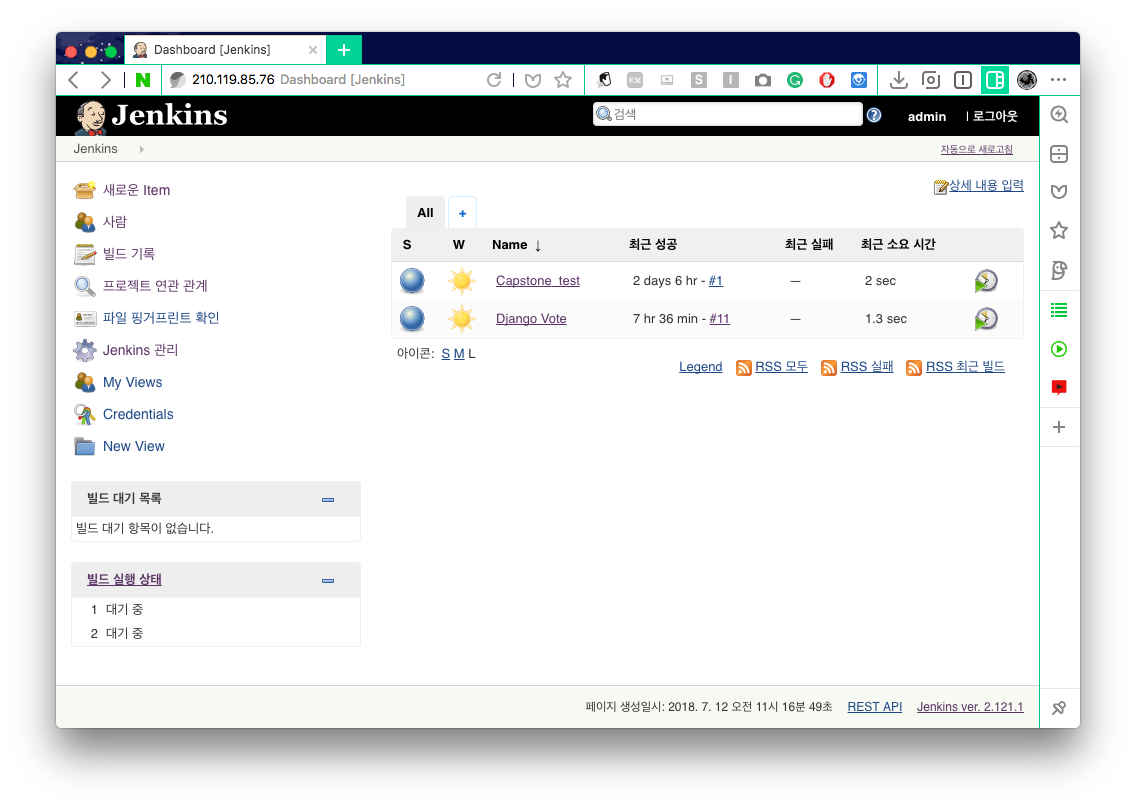 Dashboard [Jenkins]
210.119.85.76 Dashboard [Jenkins]
Jenkins
검색
admin
로그아웃
Jenkins
자동으로 새로고침
새로운 Item
사람
빌드 기록
프로젝트 연관 관계
파일 핑거프린트 확인
Jenkins 관리
My Views
Credentials
New View
빌드 대기 목록
빌드 대기 항목이 없습니다.
빌드 실행 상태
1 대기 중
2 대기 중
상세 내용 입력
All +
S W Name ↓ 최근 성공 최근 실패 최근 소요 시간
Capstone_test 2 days 6 hr - #1 — 2 sec
Django Vote 7 hr 36 min - #11 — 1.3 sec
아이콘: S M L
Legend RSS 모두 RSS 실패 RSS 최근 빌드
페이지 생성일시: 2018. 7. 12 오전 11시 16분 49초 REST API Jenkins ver. 2.121.1